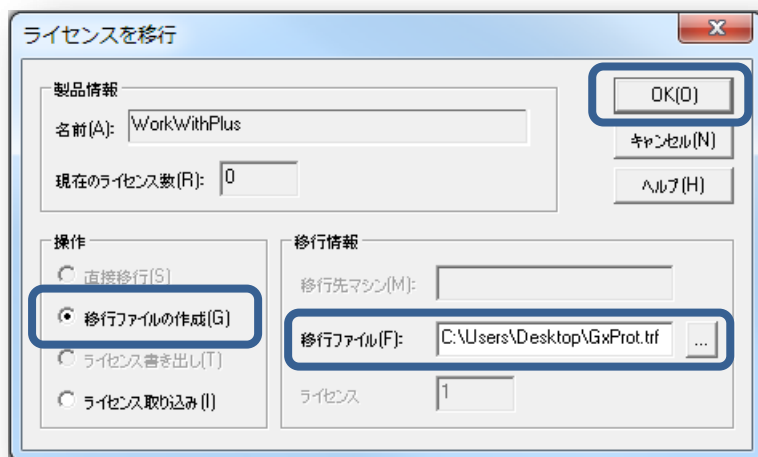 ライセンスを移行
製品情報
名前(A): WorkWithPlus
現在のライセンス数(R): 0
OK(O)
キャンセル(N)
ヘルプ(H)
操作
直接移行(S)
移行ファイルの作成(G)
ライセンス書き出し(T)
ライセンス取り込み(I)
移行情報
移行先マシン(M):
移行ファイル(F): C:\Users\Desktop\GxProt.trf ...
ライセンス 1